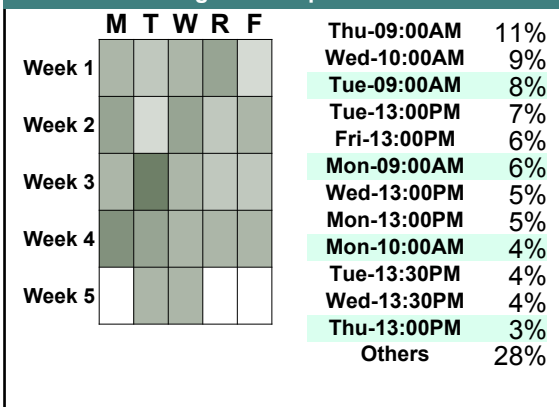 M T W R F
Week 1
Week 2
Week 3
Week 4
Week 5
Thu-09:00AM 11%
Wed-10:00AM 9%
Tue-09:00AM 8%
Tue-13:00PM 7%
Fri-13:00PM 6%
Mon-09:00AM 6%
Wed-13:00PM 5%
Mon-13:00PM 5%
Mon-10:00AM 4%
Tue-13:30PM 4%
Wed-13:30PM 4%
Thu-13:00PM 3%
Others 28%